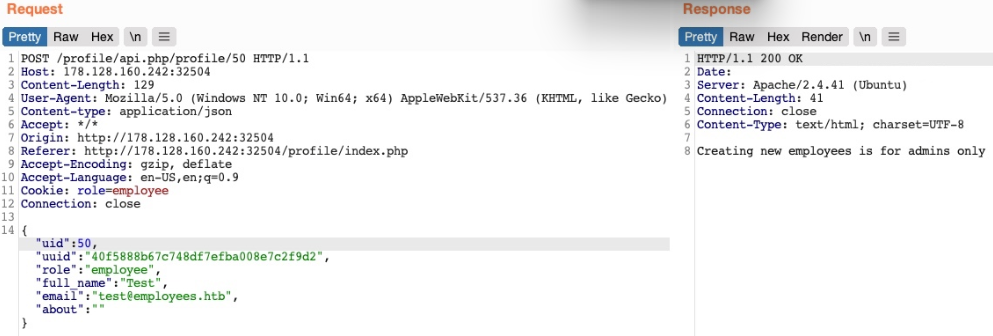 Request
Pretty Raw Hex \n
1 POST /profile/api.php/profile/50 HTTP/1.1
2 Host: 178.128.160.242:32504
3 Content-Length: 129
4 User-Agent: Mozilla/5.0 (Windows NT 10.0; Win64; x64) AppleWebKit/537.36 (KHTML, like Gecko)
5 Content-type: application/json
6 Accept: */*
7 Origin: http://178.128.160.242:32504
8 Referer: http://178.128.160.242:32504/profile/index.php
9 Accept-Encoding: gzip, deflate
10 Accept-Language: en-US,en;q=0.9
11 Cookie: role=employee
12 Connection: close
13
14 {
"uid":50,
"uuid":"40f5888b67c748df7efba008e7c2f9d2",
"role":"employee",
"full_name":"Test",
"email":"test@employees.htb",
"about":""
}
Response
Pretty Raw Hex Render \n
1 HTTP/1.1 200 OK
2 Date:
3 Server: Apache/2.4.41 (Ubuntu)
4 Content-Length: 41
5 Connection: close
6 Content-Type: text/html; charset=UTF-8
7
8 Creating new employees is for admins only